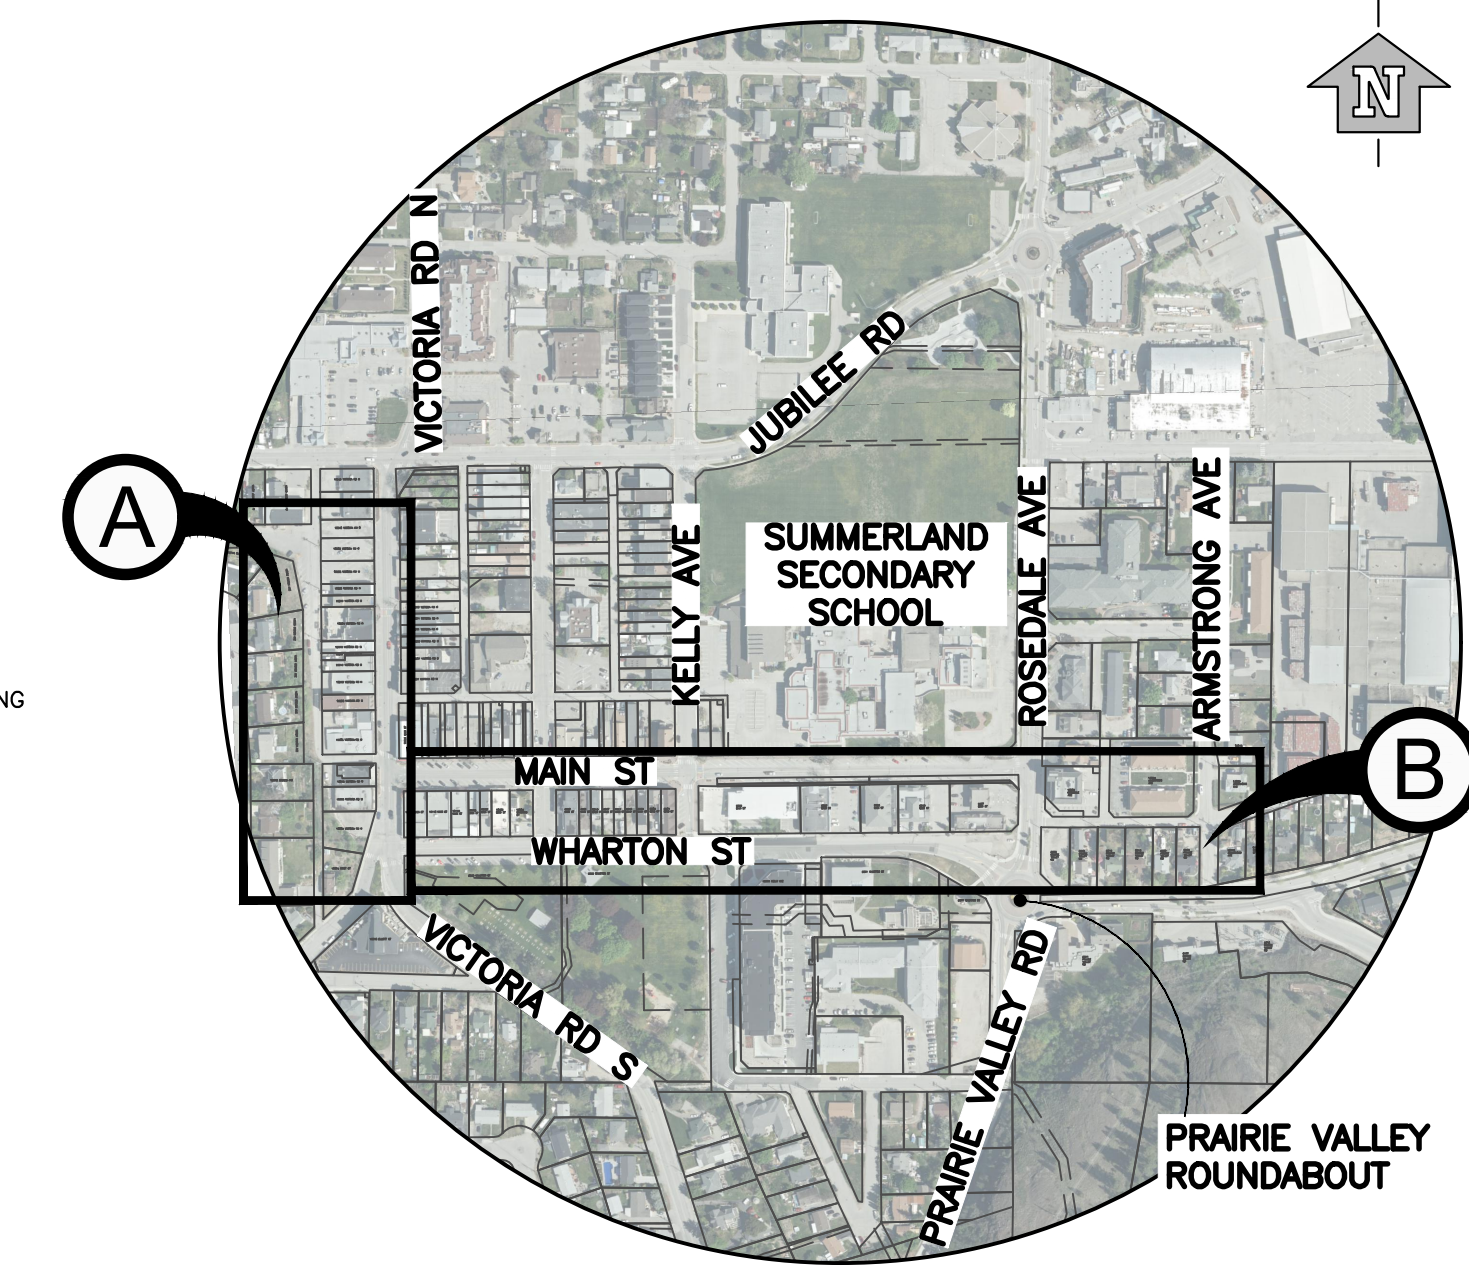 N
VICTORIA RD N
JUBILEE RD
A
KELLY AVE
SUMMERLAND
SECONDARY
SCHOOL
ROSEDALE AVE
ARMSTRONG AVE
NG
B
MAIN ST
WHARTON ST
VICTORIA RD S
PRAIRIE VALLEY RD
PRAIRIE VALLEY
ROUNDABOUT